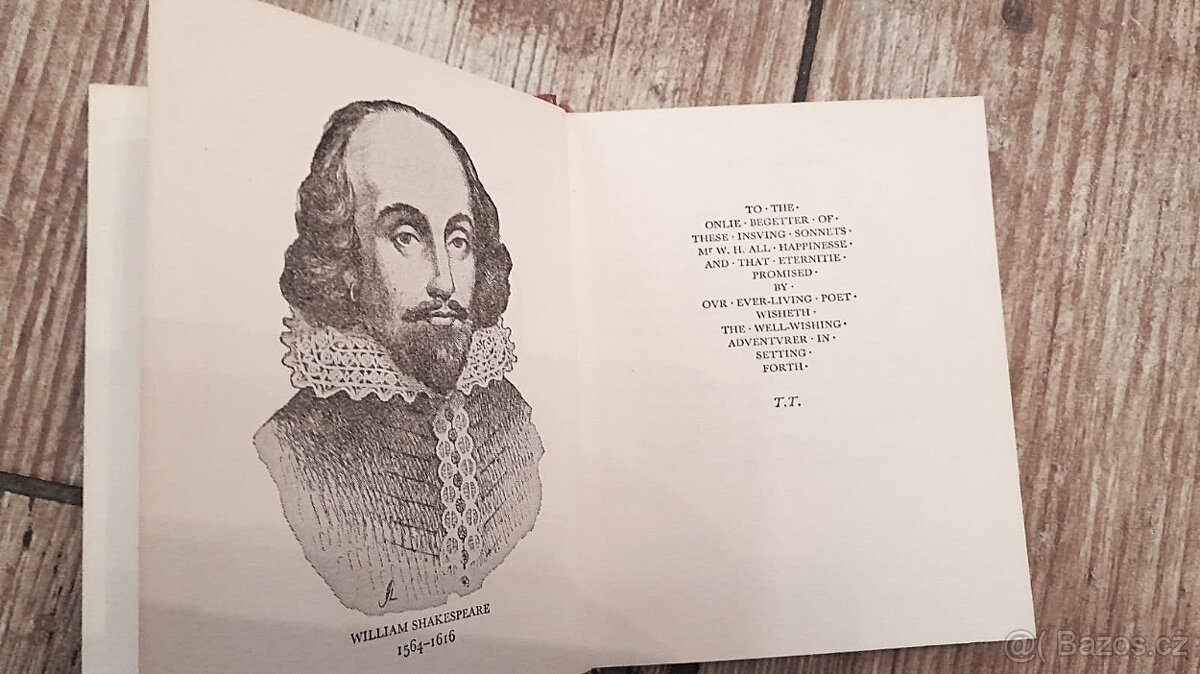 WILLIAM SHAKESPEARE
1564–1616
TO · THE ·
ONLIE · BEGETTER · OF ·
THESE · INSVING · SONNETS ·
Mr W. H. ALL · HAPPINESSE ·
AND · THAT · ETERNITIE ·
PROMISED ·
BY ·
OVR · EVER-LIVING · POET ·
WISHETH ·
THE · WELL-WISHING ·
ADVENTVRER · IN ·
SETTING ·
FORTH ·
T.T.
@( Bazos.cz